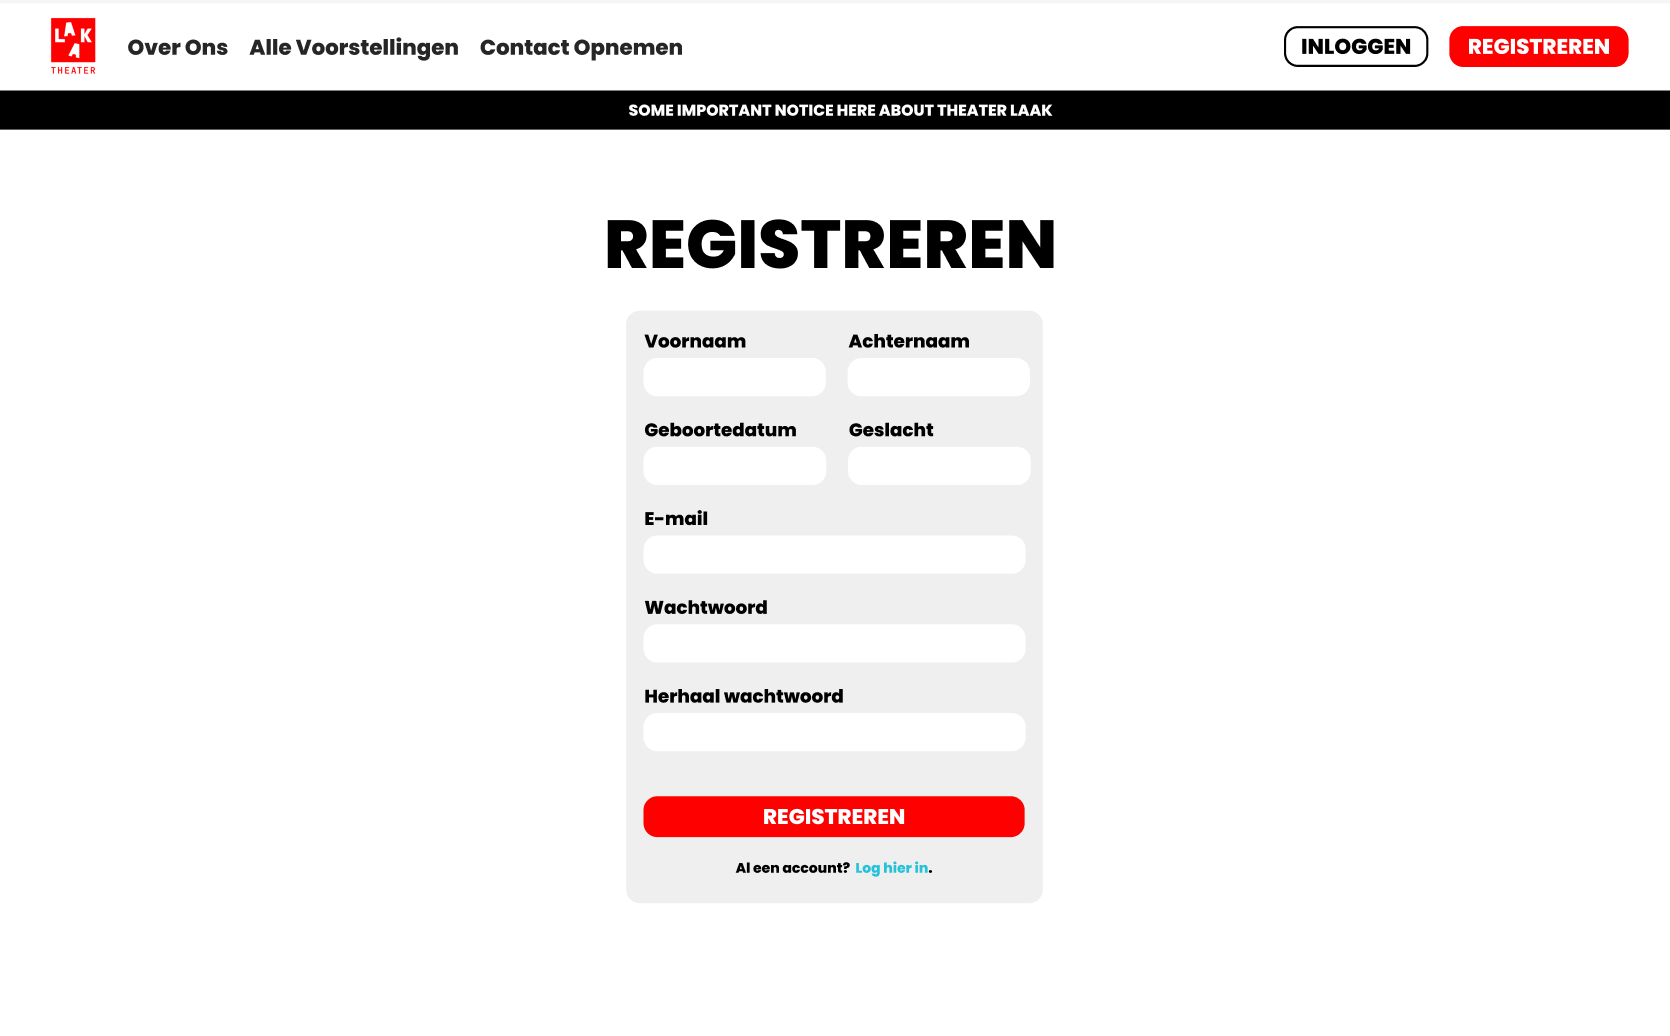 LAK
A
THEATER
Over Ons Alle Voorstellingen Contact Opnemen INLOGGEN REGISTREREN
SOME IMPORTANT NOTICE HERE ABOUT THEATER LAAK
REGISTREREN
Voornaam Achternaam
Geboortedatum Geslacht
E-mail
Wachtwoord
Herhaal wachtwoord
REGISTREREN
Al een account? Log hier in.